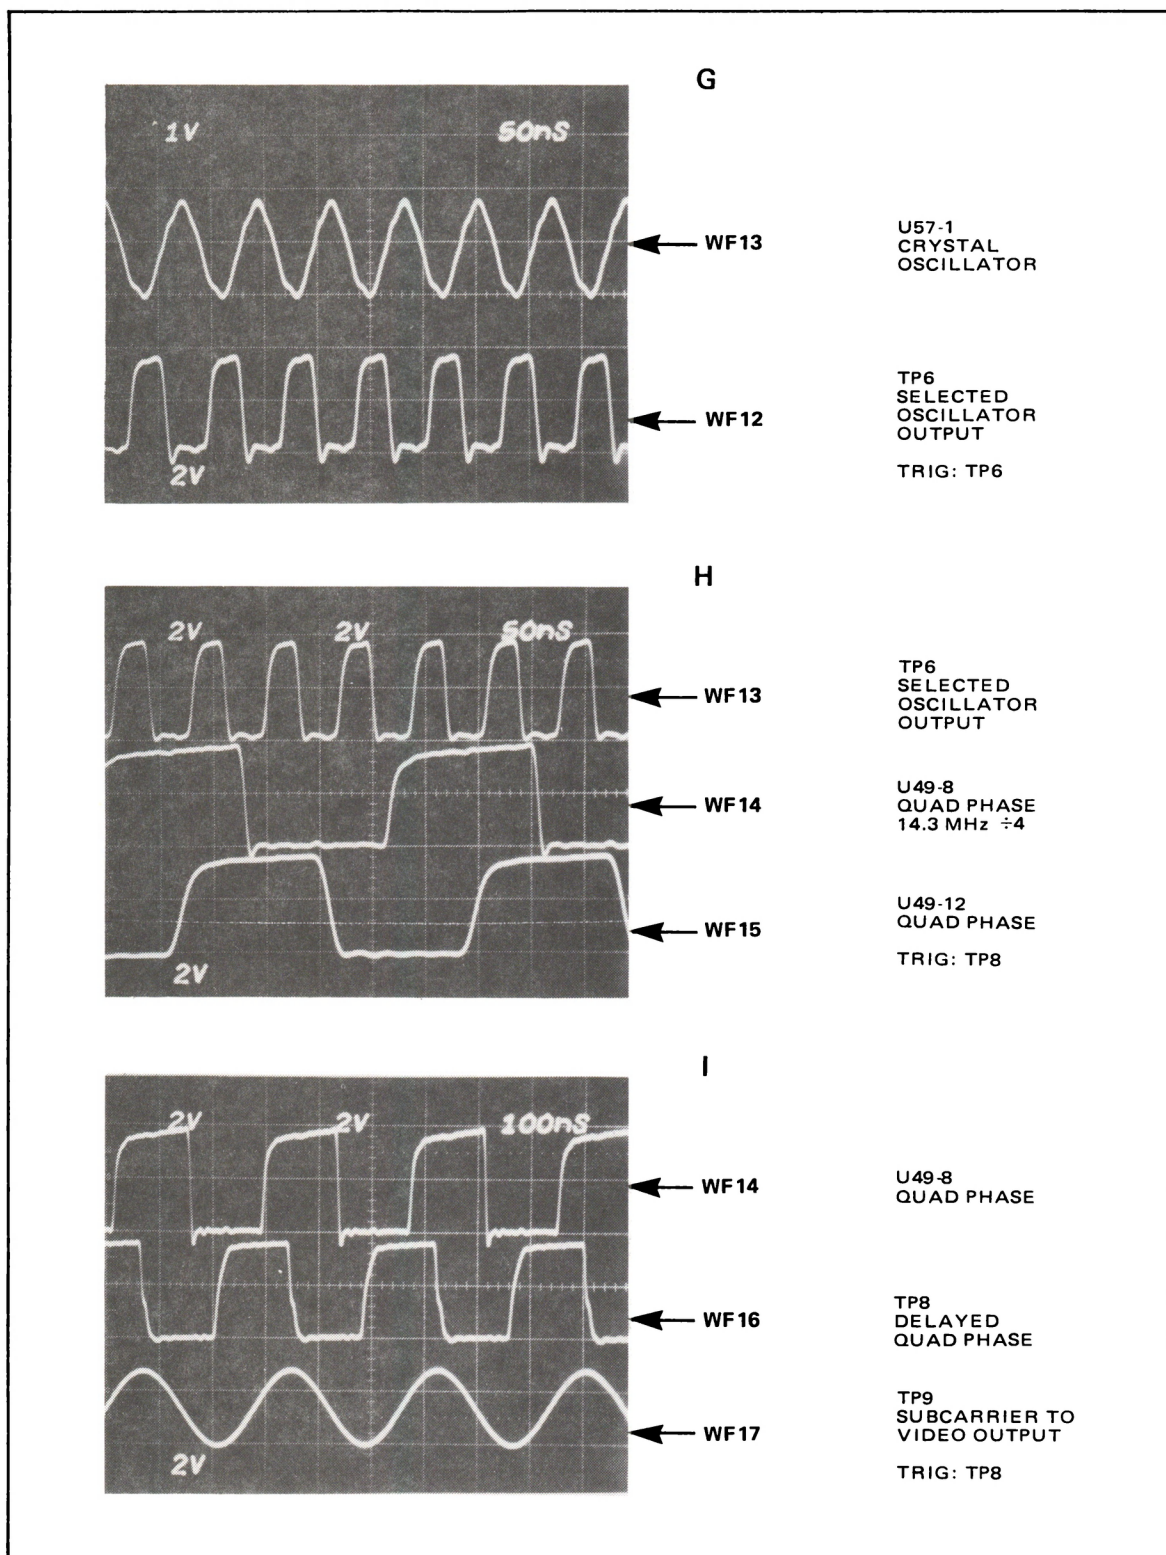 G
1V 50nS
WF13
U57-1
CRYSTAL
OSCILLATOR
WF12
TP6
SELECTED
OSCILLATOR
OUTPUT
TRIG: TP6
2V
H
2V 2V 50nS
WF13
TP6
SELECTED
OSCILLATOR
OUTPUT
WF14
U49-8
QUAD PHASE
14.3 MHz ÷4
WF15
U49-12
QUAD PHASE
TRIG: TP8
2V
I
2V 2V 100nS
WF14
U49-8
QUAD PHASE
WF16
TP8
DELAYED
QUAD PHASE
WF17
TP9
SUBCARRIER TO
VIDEO OUTPUT
TRIG: TP8
2V